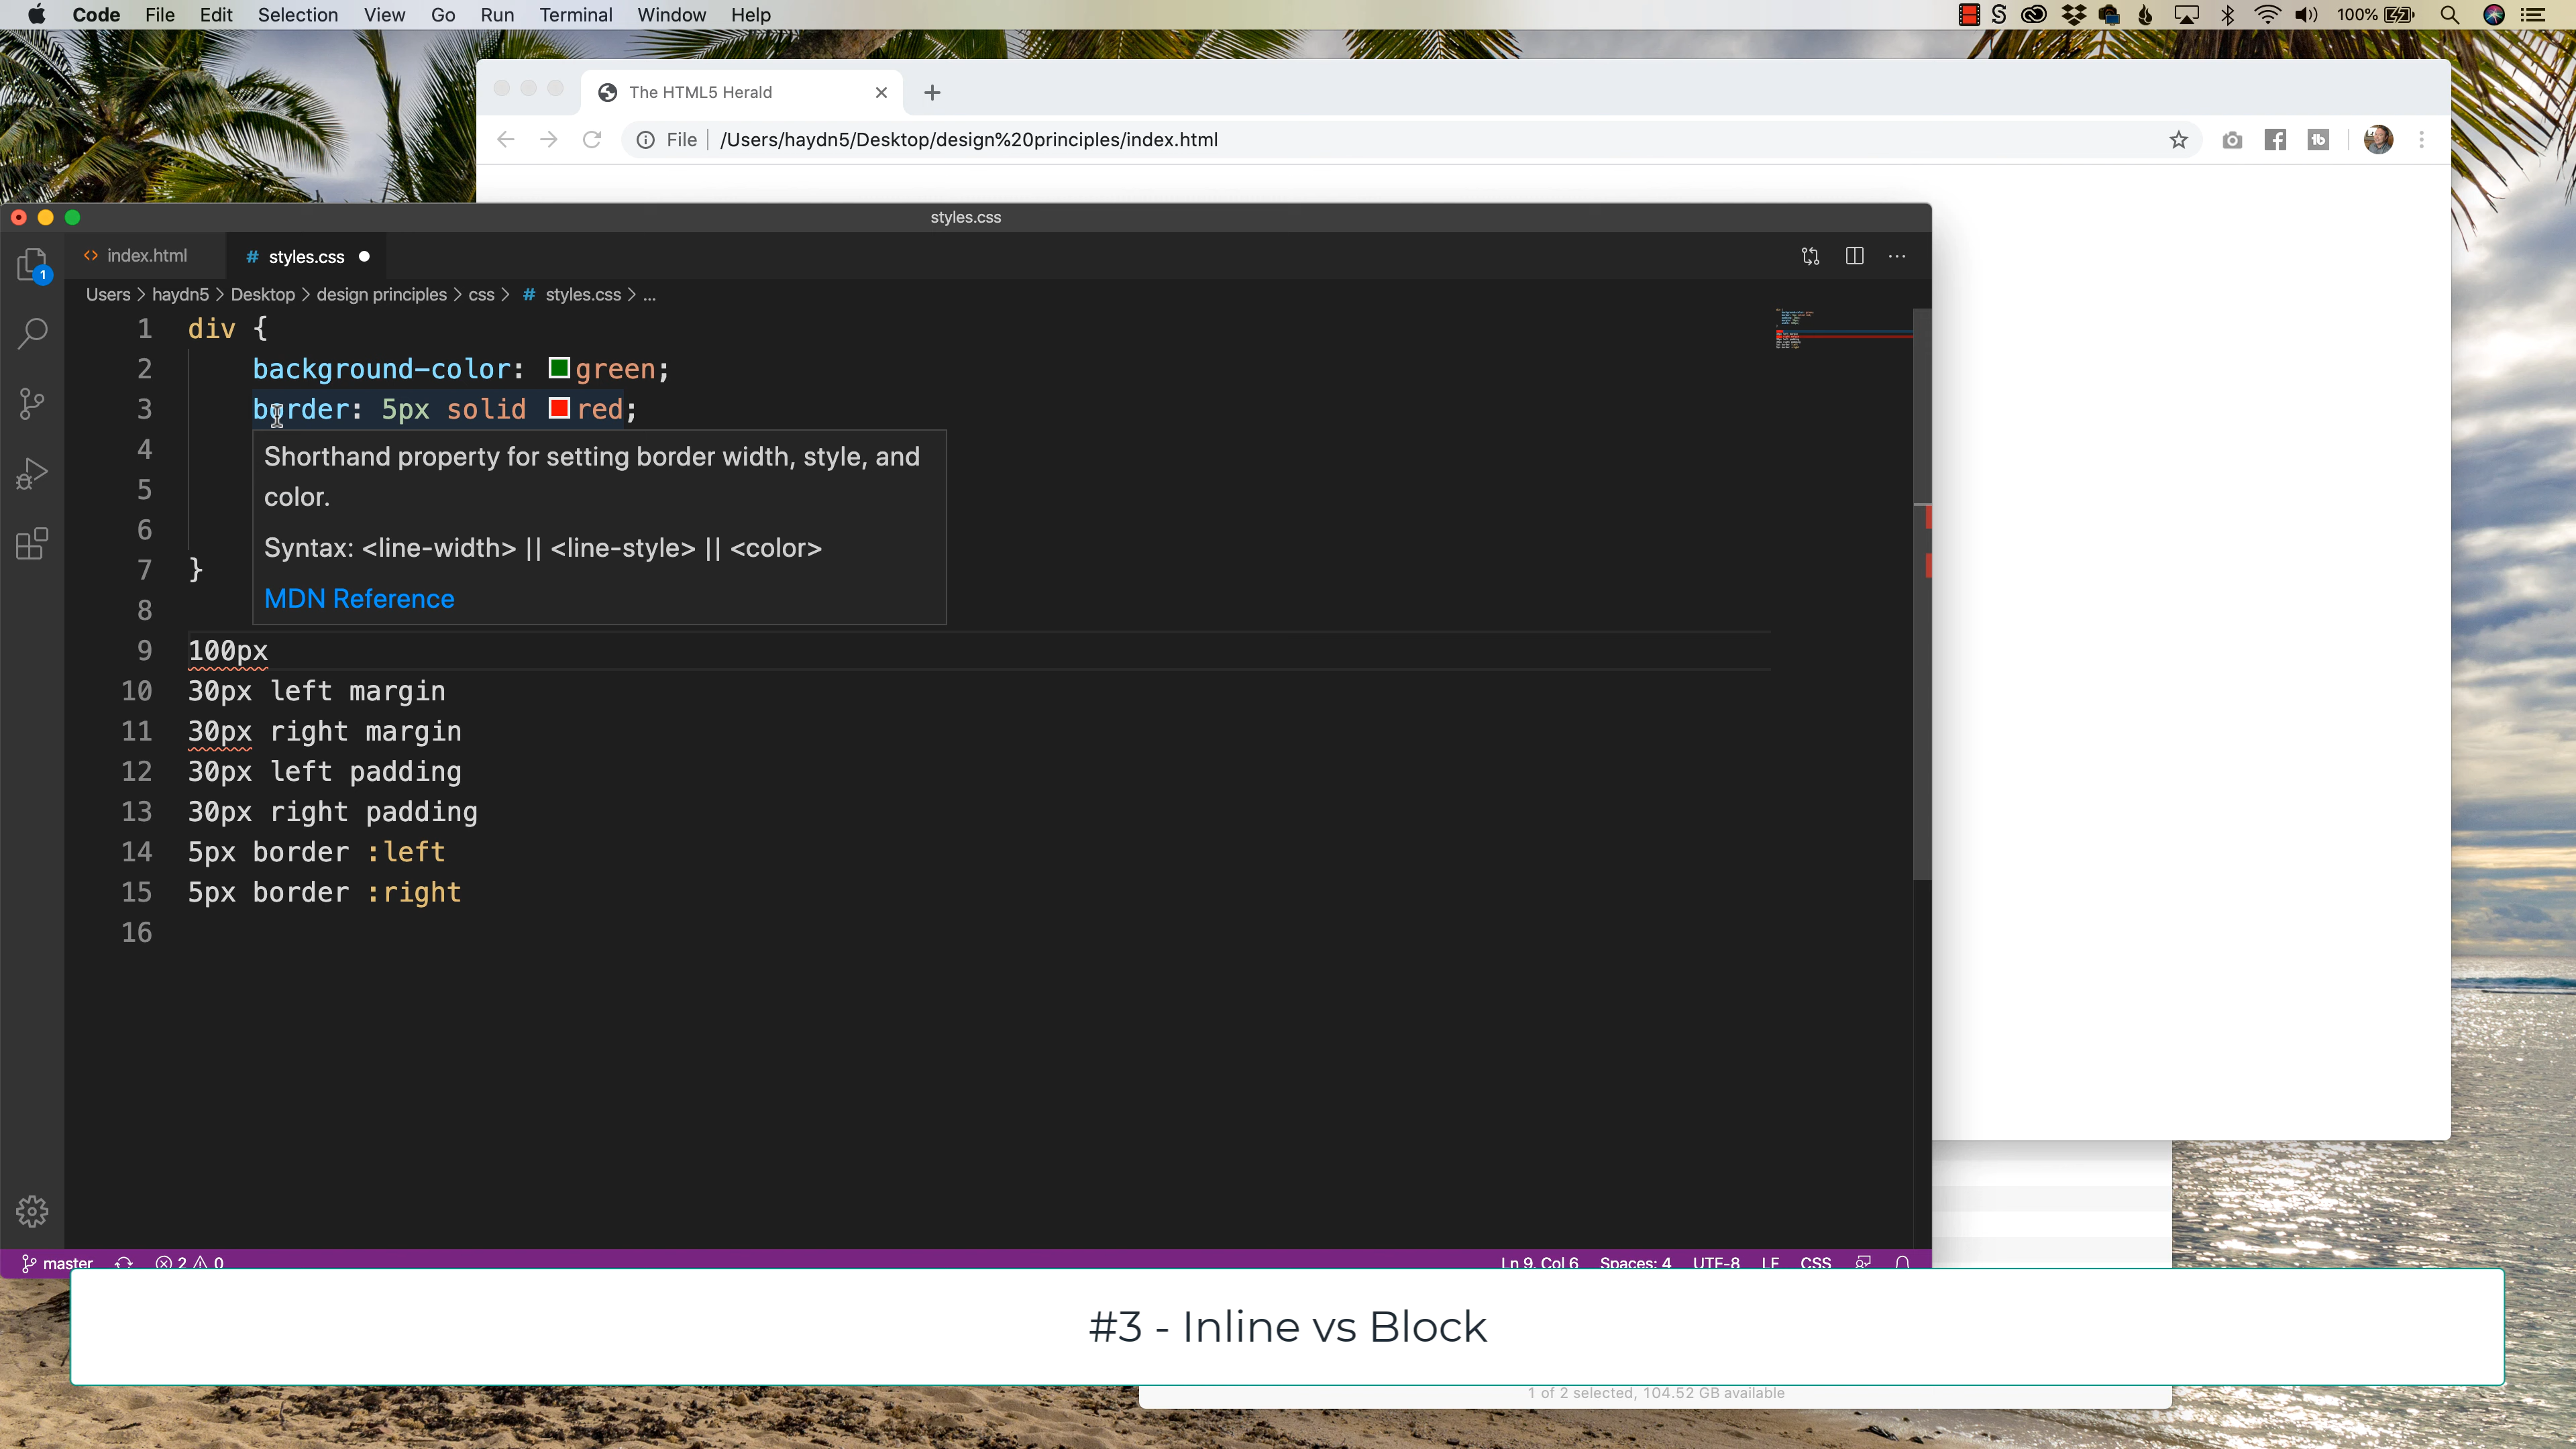 Code File Edit Selection View Go Run Terminal Window Help
100%
The HTML5 Herald
File /Users/haydn5/Desktop/design%20principles/index.html
styles.css
index.html
# styles.css
1
Users > haydn5 > Desktop > design principles > css > # styles.css > ...
1 div {
2 background-color: green;
3 border: 5px solid red;
4
Shorthand property for setting border width, style, and
color.
5
6
Syntax: <line-width> || <line-style> || <color>
7 }
MDN Reference
8
9 100px
10 30px left margin
11 30px right margin
12 30px left padding
13 30px right padding
14 5px border :left
15 5px border :right
16
master 2 0 Ln 9, Col 6 Spaces: 4 UTF-8 LF CSS
#3 - Inline vs Block
1 of 2 selected, 104.52 GB available